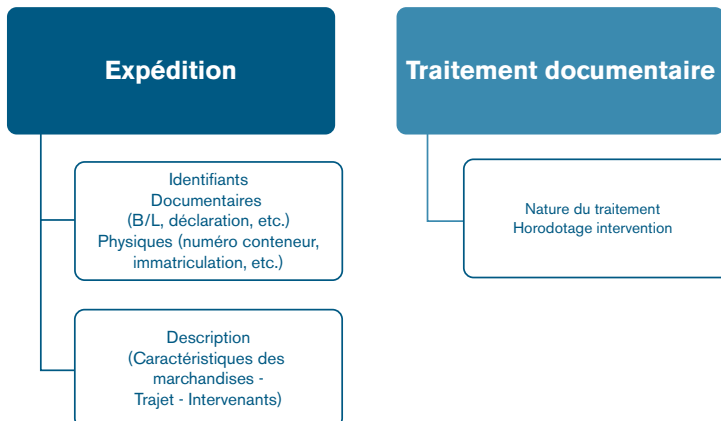 Expédition
Identifiants
Documentaires
(B/L, déclaration, etc.)
Physiques (numéro conteneur,
immatriculation, etc.)
Description
(Caractéristiques des
marchandises -
Trajet - Intervenants)
Traitement documentaire
Nature du traitement
Horodotage intervention